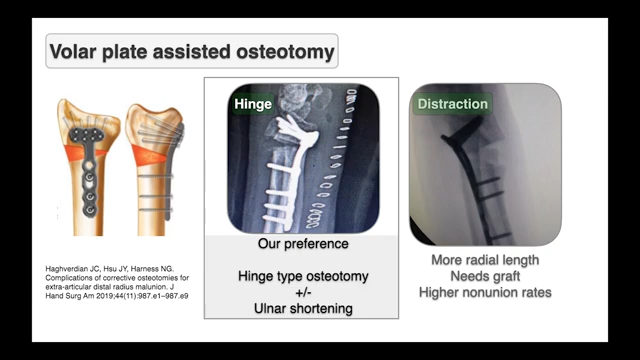 Volar plate assisted osteotomy
Hinge
Our preference
Hinge type osteotomy
+/-
Ulnar shortening
Distraction
More radial length
Needs graft
Higher nonunion rates
Haghverdian JC, Hsu JY, Harness NG.
Complications of corrective osteotomies for
extra-articular distal radius malunion. J
Hand Surg Am 2019;44(11):987.e1–987.e9